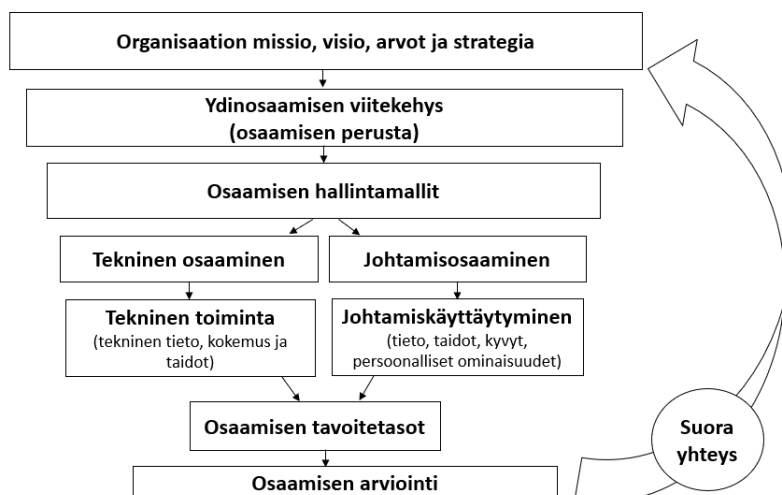 Organisaation missio, visio, arvot ja strategia
Ydinosaamisen viitekehys
(osaamisen perusta)
Osaamisen hallintamallit
Tekninen osaaminen
Johtamisosaaminen
Tekninen toiminta
(tekninen tieto, kokemus ja
taidot)
Johtamiskäyttäytyminen
(tieto, taidot, kyvyt,
persoonalliset ominaisuudet)
Osaamisen tavoitetasot
Osaamisen arviointi
Suora
yhteys